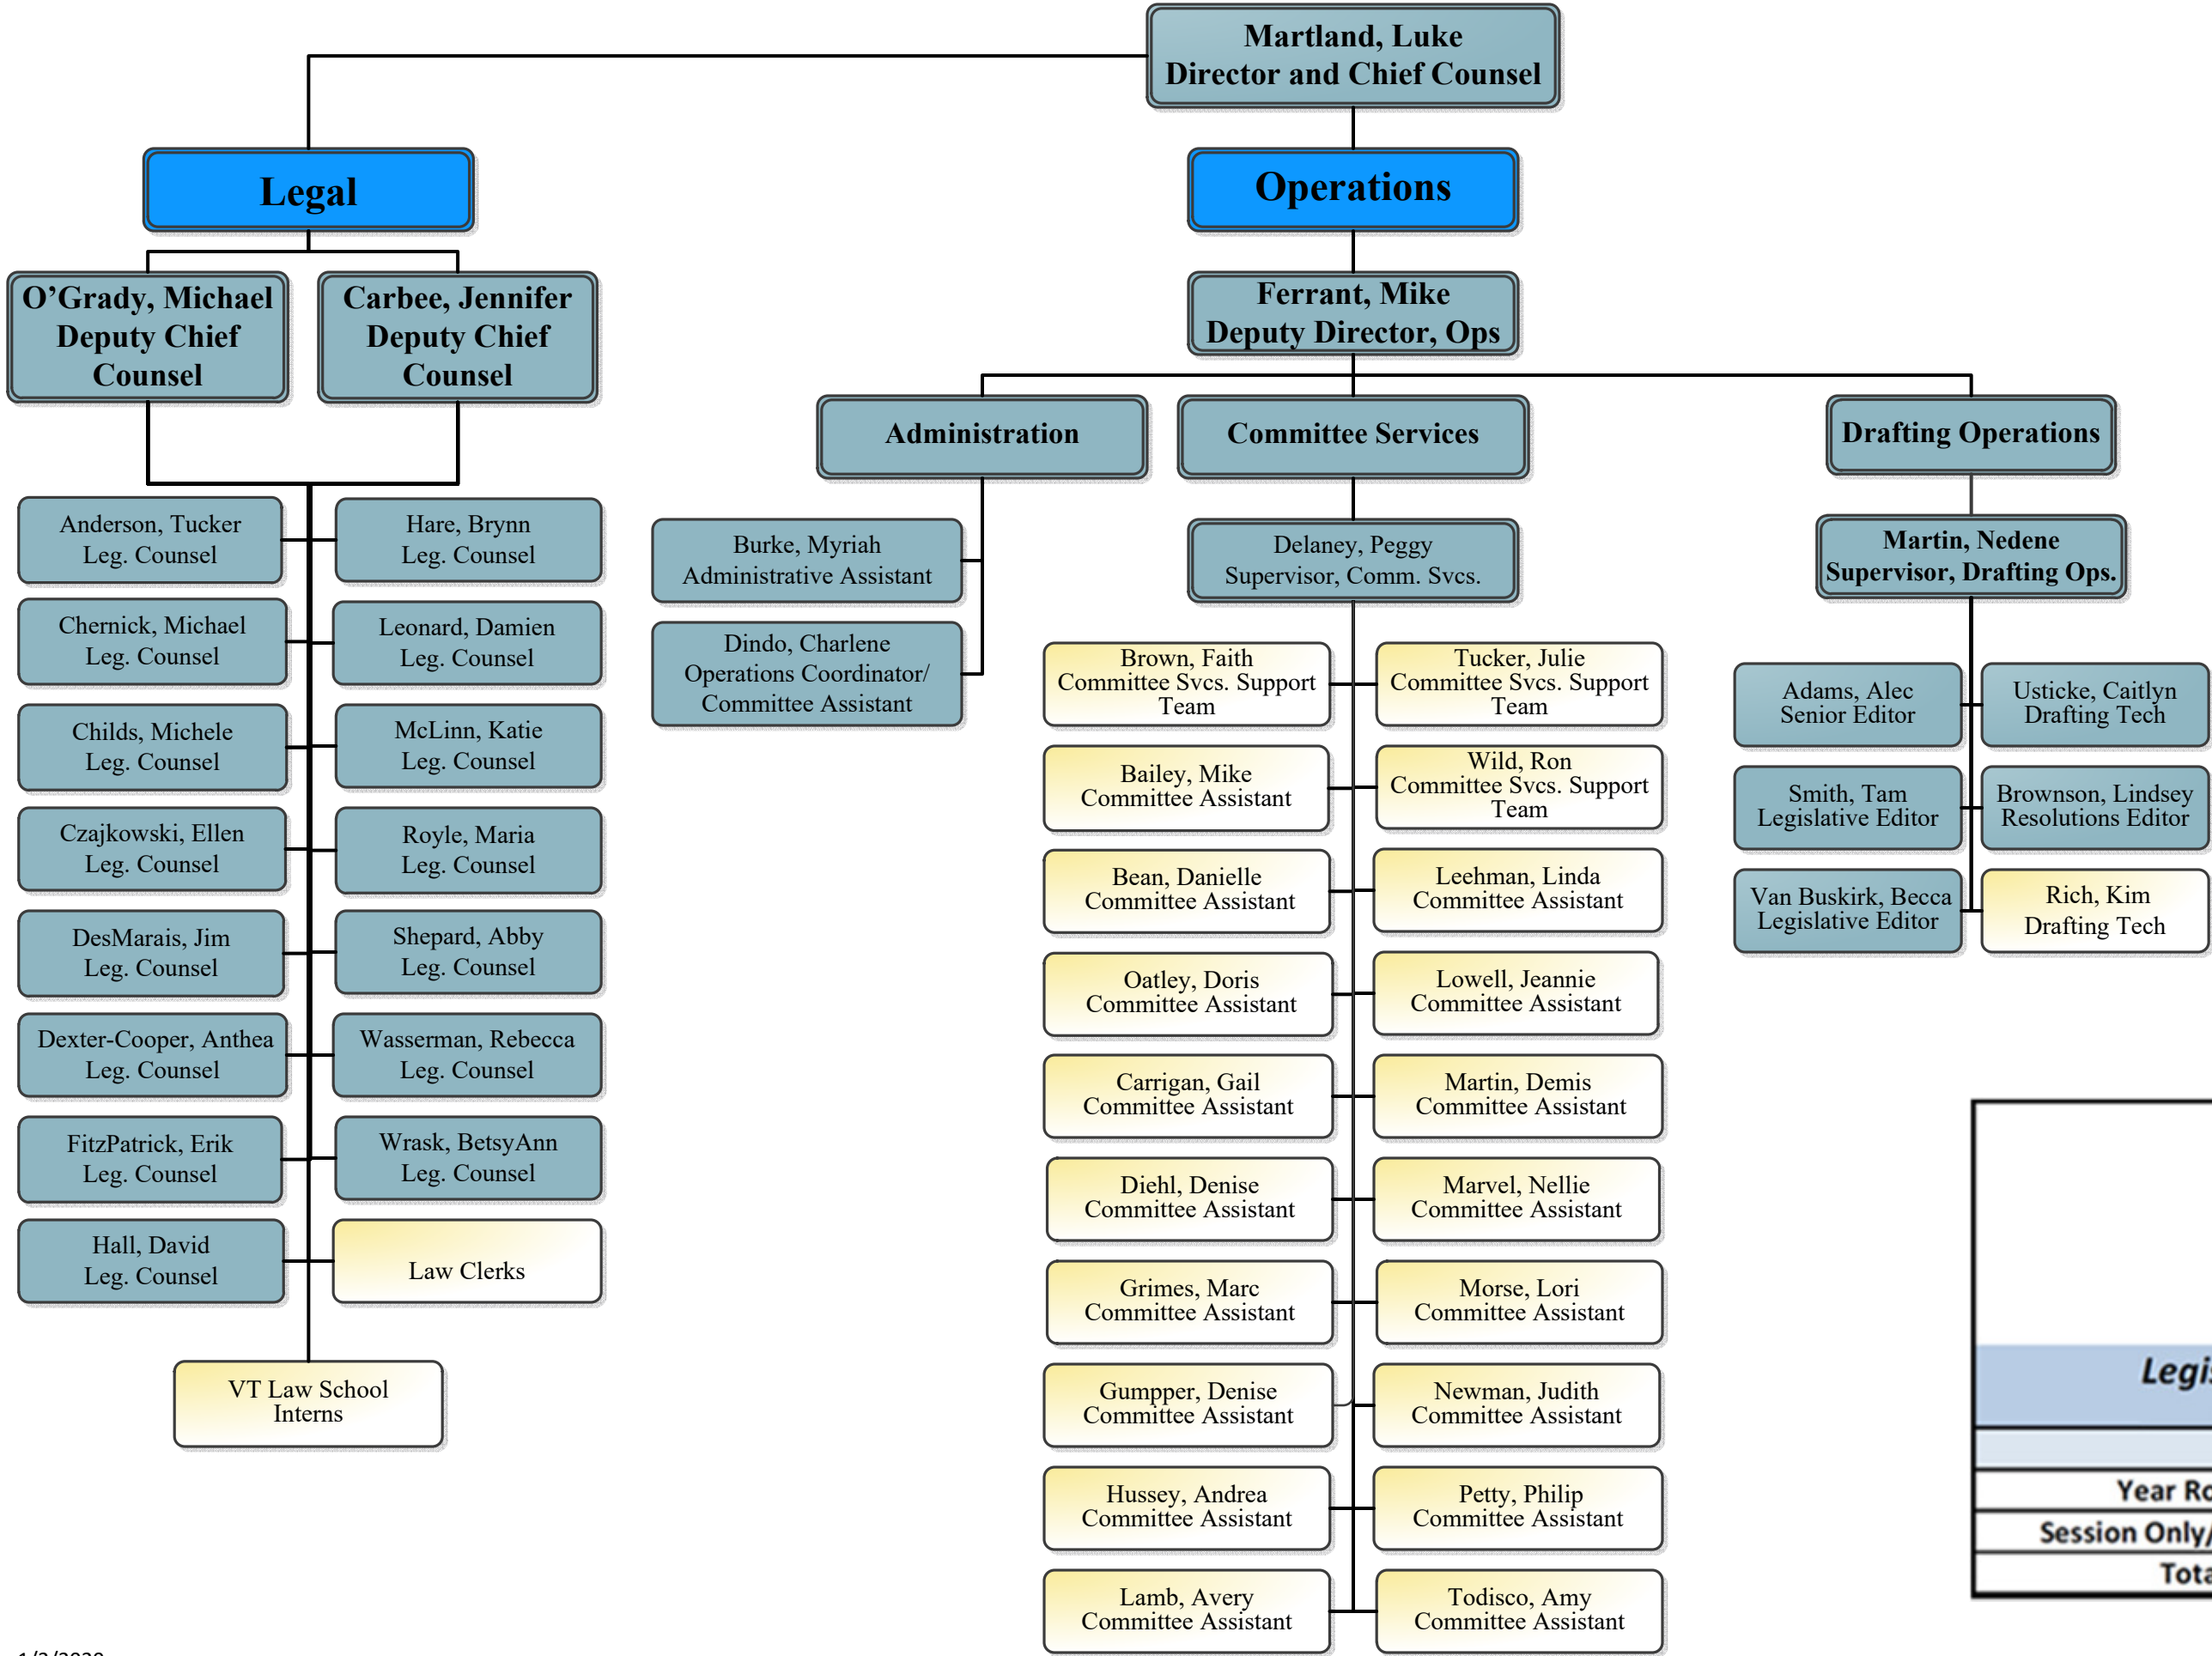 Martland, Luke
Director and Chief Counsel
Legal
Operations
O’Grady, Michael
Deputy Chief
Counsel
Carbee, Jennifer
Deputy Chief
Counsel
Ferrant, Mike
Deputy Director, Ops
Administration
Committee Services
Drafting Operations
Anderson, Tucker
Leg. Counsel
Hare, Brynn
Leg. Counsel
Chernick, Michael
Leg. Counsel
Leonard, Damien
Leg. Counsel
Childs, Michele
Leg. Counsel
McLinn, Katie
Leg. Counsel
Czajkowski, Ellen
Leg. Counsel
Royle, Maria
Leg. Counsel
DesMarais, Jim
Leg. Counsel
Shepard, Abby
Leg. Counsel
Dexter-Cooper, Anthea
Leg. Counsel
Wasserman, Rebecca
Leg. Counsel
FitzPatrick, Erik
Leg. Counsel
Wrask, BetsyAnn
Leg. Counsel
Hall, David
Leg. Counsel
Law Clerks
VT Law School
Interns
Burke, Myriah
Administrative Assistant
Dindo, Charlene
Operations Coordinator/
Committee Assistant
Delaney, Peggy
Supervisor, Comm. Svcs.
Brown, Faith
Committee Svcs. Support
Team
Tucker, Julie
Committee Svcs. Support
Team
Bailey, Mike
Committee Assistant
Wild, Ron
Committee Svcs. Support
Team
Bean, Danielle
Committee Assistant
Leehman, Linda
Committee Assistant
Oatley, Doris
Committee Assistant
Lowell, Jeannie
Committee Assistant
Carrigan, Gail
Committee Assistant
Martin, Demis
Committee Assistant
Diehl, Denise
Committee Assistant
Marvel, Nellie
Committee Assistant
Grimes, Marc
Committee Assistant
Morse, Lori
Committee Assistant
Gumpper, Denise
Committee Assistant
Newman, Judith
Committee Assistant
Hussey, Andrea
Committee Assistant
Petty, Philip
Committee Assistant
Lamb, Avery
Committee Assistant
Todisco, Amy
Committee Assistant
Martin, Nedene
Supervisor, Drafting Ops.
Adams, Alec
Senior Editor
Usticke, Caitlyn
Drafting Tech
Smith, Tam
Legislative Editor
Brownson, Lindsey
Resolutions Editor
Van Buskirk, Becca
Legislative Editor
Rich, Kim
Drafting Tech
Legis
Year Ro
Session Only/
Tota